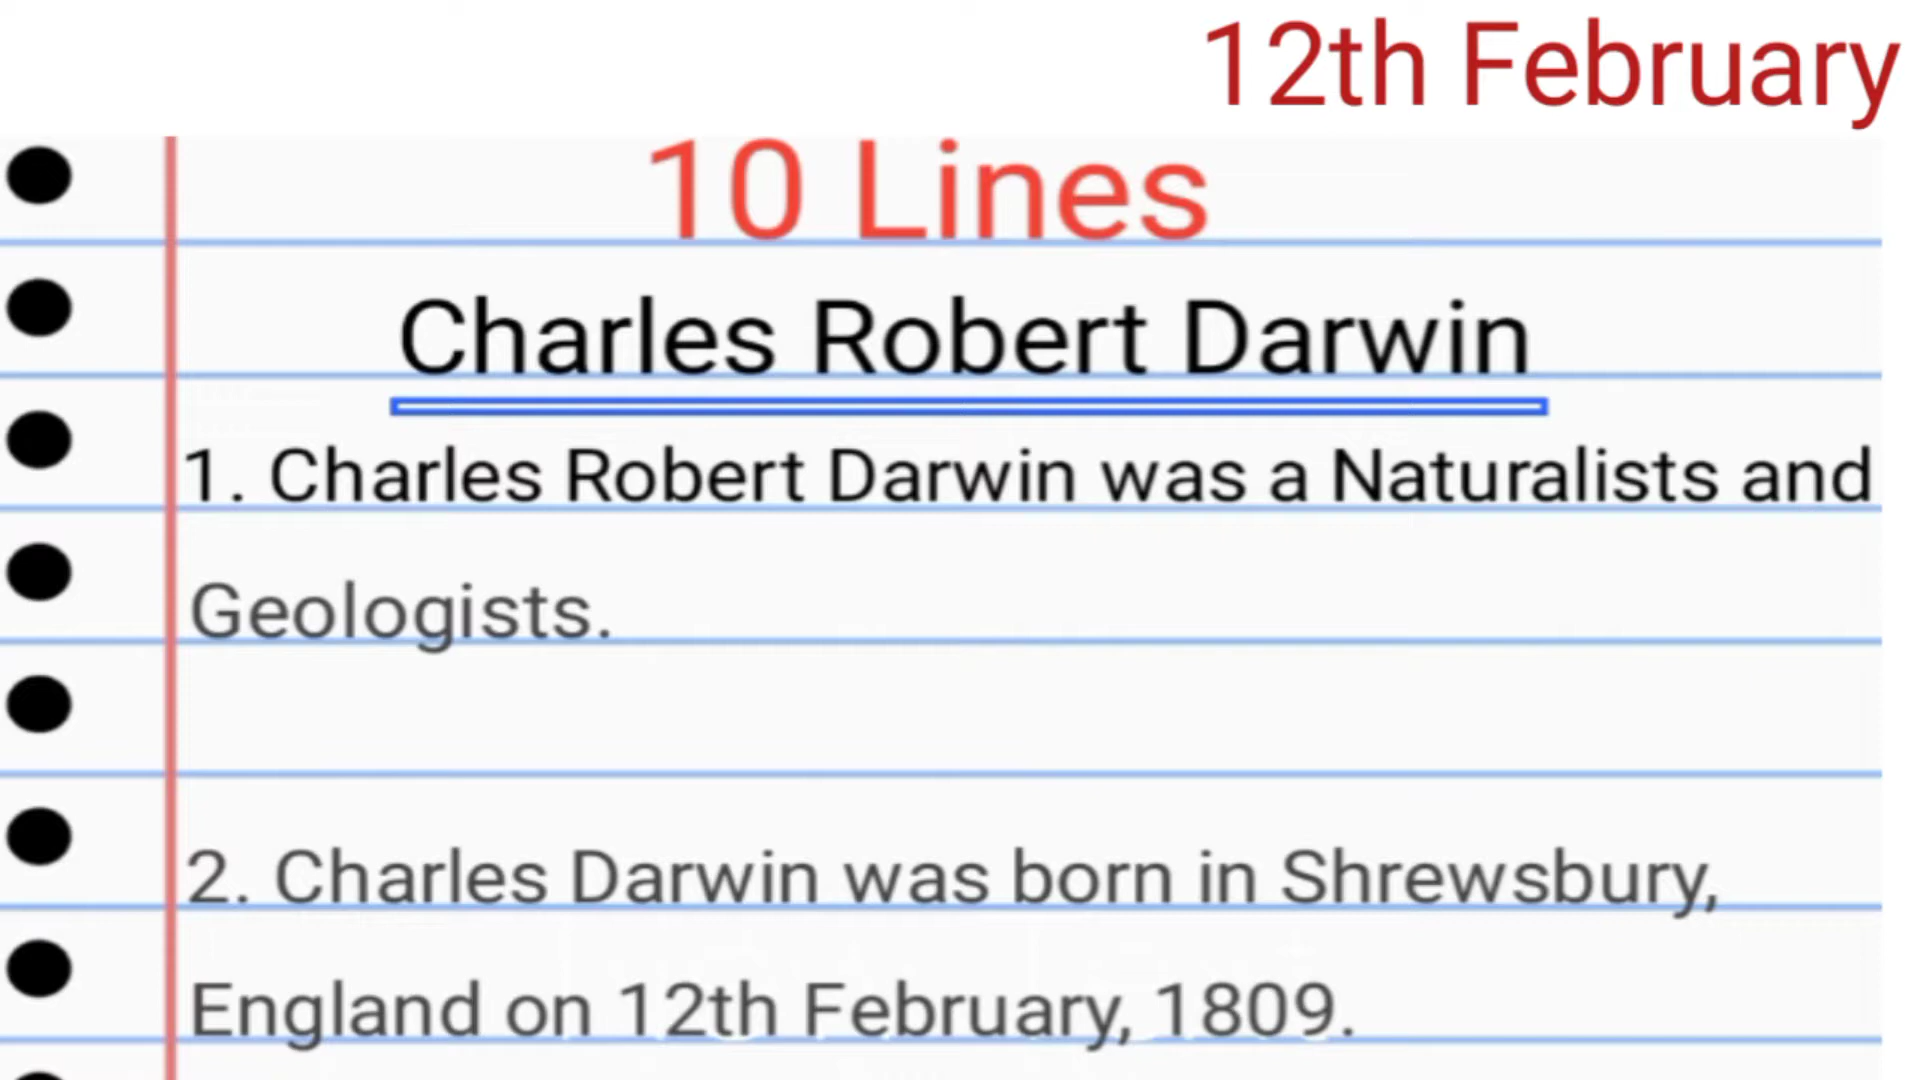 12th February
10 Lines
Charles Robert Darwin
1. Charles Robert Darwin was a Naturalists and
Geologists.
2. Charles Darwin was born in Shrewsbury,
England on 12th February, 1809.